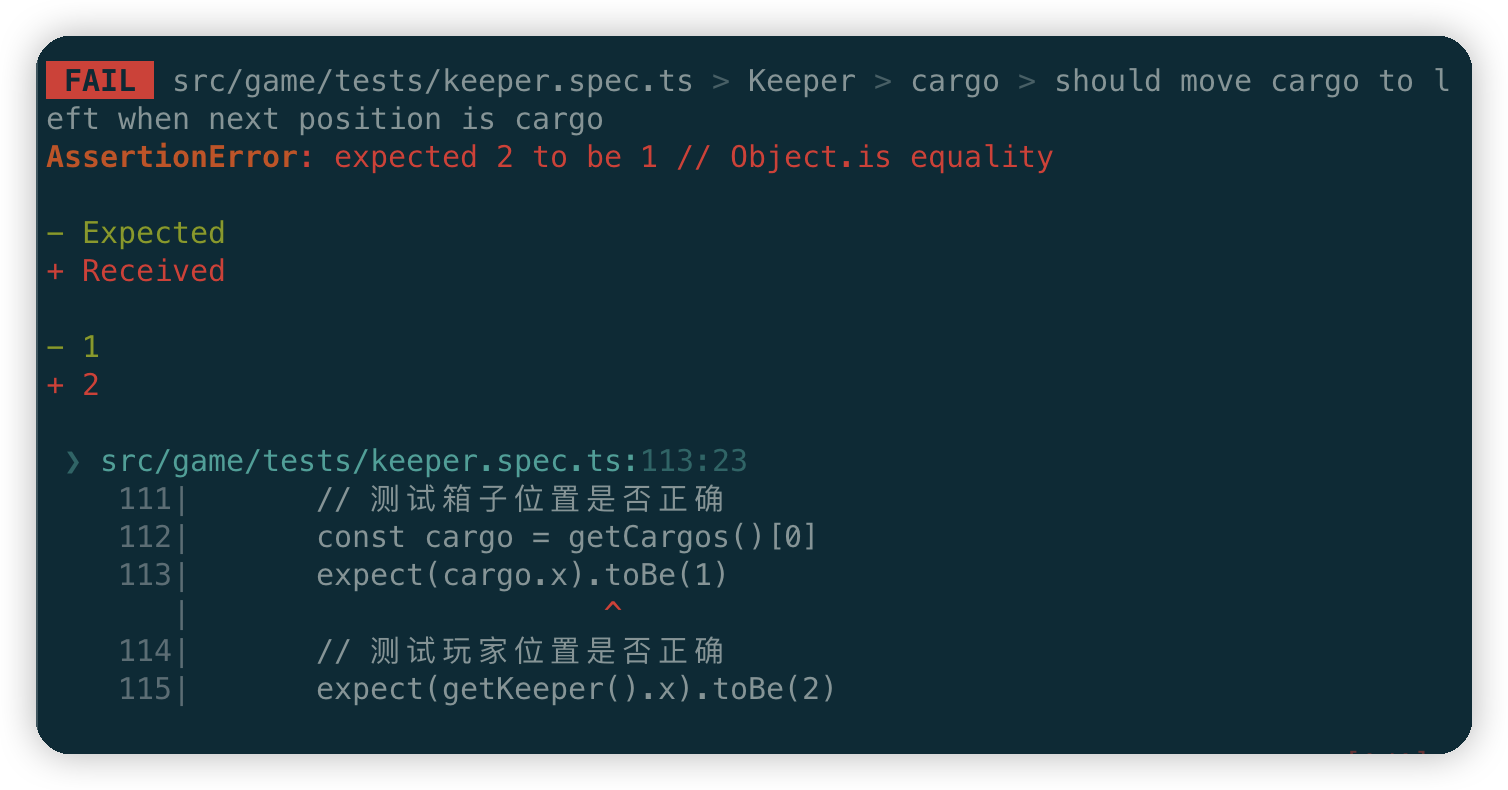 FAIL src/game/tests/keeper.spec.ts > Keeper > cargo > should move cargo to l
eft when next position is cargo
AssertionError: expected 2 to be 1 // Object.is equality
- Expected
+ Received
- 1
+ 2
❯ src/game/tests/keeper.spec.ts:113:23
111| // 测试箱子位置是否正确
112| const cargo = getCargos()[0]
113| expect(cargo.x).toBe(1)
| ^
114| // 测试玩家位置是否正确
115| expect(getKeeper().x).toBe(2)